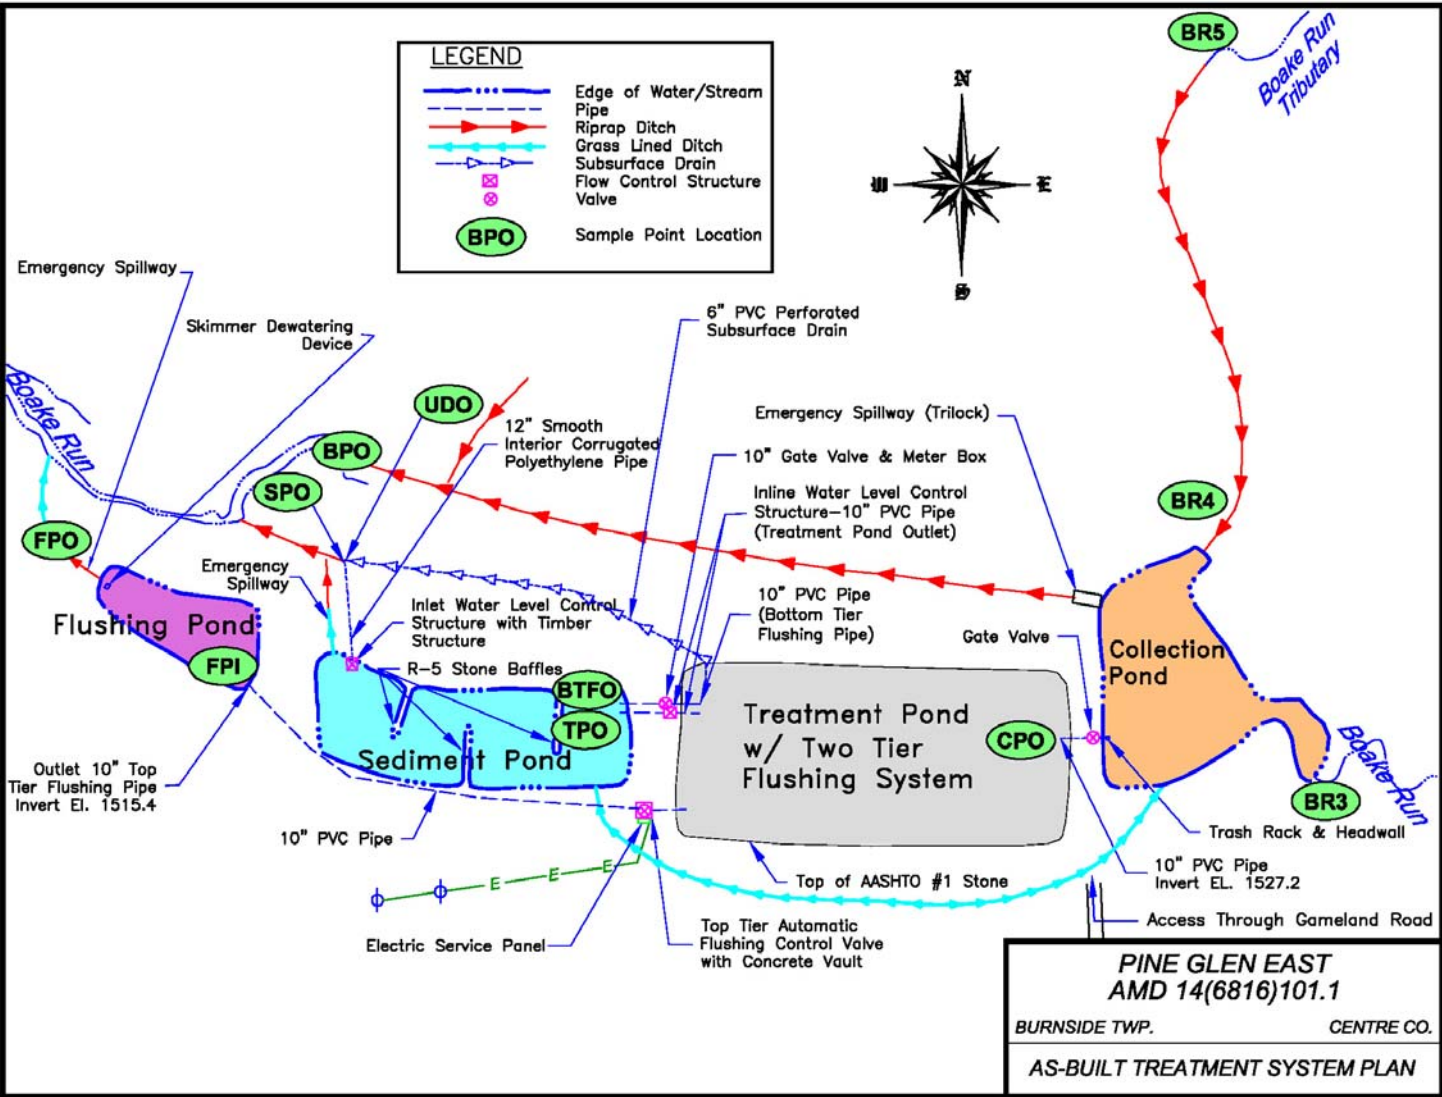 BR5
Boake Run
Tributary
LEGEND
Edge of Water/Stream
Pipe
Riprap Ditch
Grass Lined Ditch
Subsurface Drain
Flow Control Structure
Valve
BPO
Sample Point Location
N
W
E
S
Emergency Spillway
Skimmer Dewatering
Device
6" PVC Perforated
Subsurface Drain
Boake Run
UDO
12" Smooth
Interior Corrugated
Polyethylene Pipe
Emergency Spillway (Trilock)
BPO
10" Gate Valve & Meter Box
SPO
Inline Water Level Control
Structure-10" PVC Pipe
(Treatment Pond Outlet)
BR4
FPO
Emergency
Spillway
Inlet Water Level Control
Structure with Timber
Structure
10" PVC Pipe
(Bottom Tier
Flushing Pipe)
Flushing Pond
Gate Valve
Collection
Pond
FPI
R-5 Stone Baffles
BTFO
TPO
Treatment Pond
w/ Two Tier
Flushing System
CPO
Sediment Pond
Boake Run
BR3
Outlet 10" Top
Tier Flushing Pipe
Invert El. 1515.4
10" PVC Pipe
Trash Rack & Headwall
10" PVC Pipe
Invert EL. 1527.2
E E E
Top of AASHTO #1 Stone
Access Through Gameland Road
Electric Service Panel
Top Tier Automatic
Flushing Control Valve
with Concrete Vault
PINE GLEN EAST
AMD 14(6816)101.1
BURNSIDE TWP. CENTRE CO.
AS-BUILT TREATMENT SYSTEM PLAN